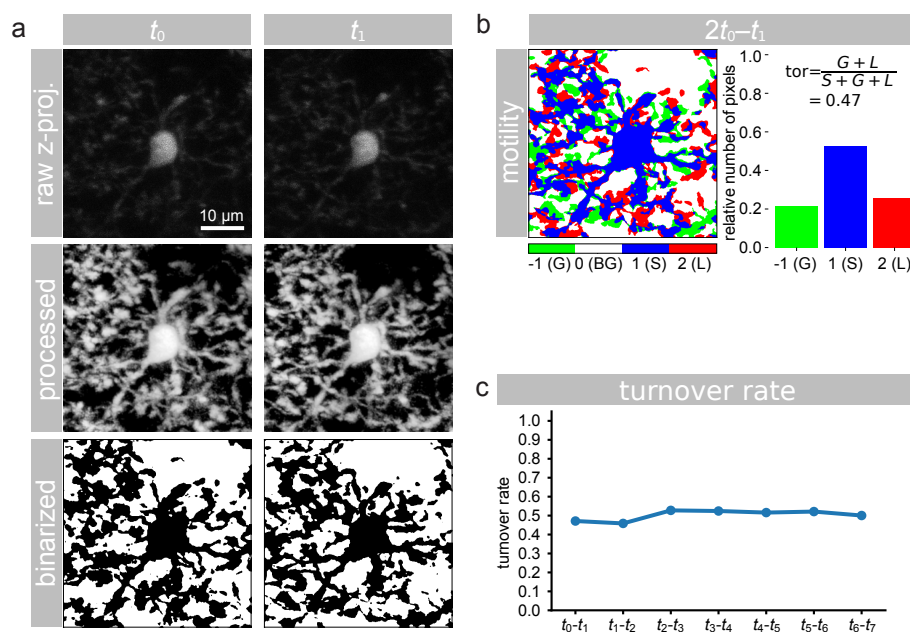 a
t₀
t₁
raw z-proj.
10 µm
processed
binarized
b
2t₀–t₁
motility
-1 (G) 0 (BG) 1 (S) 2 (L)
relative number of pixels
1.0
0.8
0.6
0.4
0.2
0.0
tor= G + L
S + G + L
= 0.47
-1 (G) 1 (S) 2 (L)
c
turnover rate
turnover rate
1.0
0.9
0.8
0.7
0.6
0.5
0.4
0.3
0.2
0.1
0.0
t₀-t₁ t₁-t₂ t₂-t₃ t₃-t₄ t₄-t₅ t₅-t₆ t₆-t₇